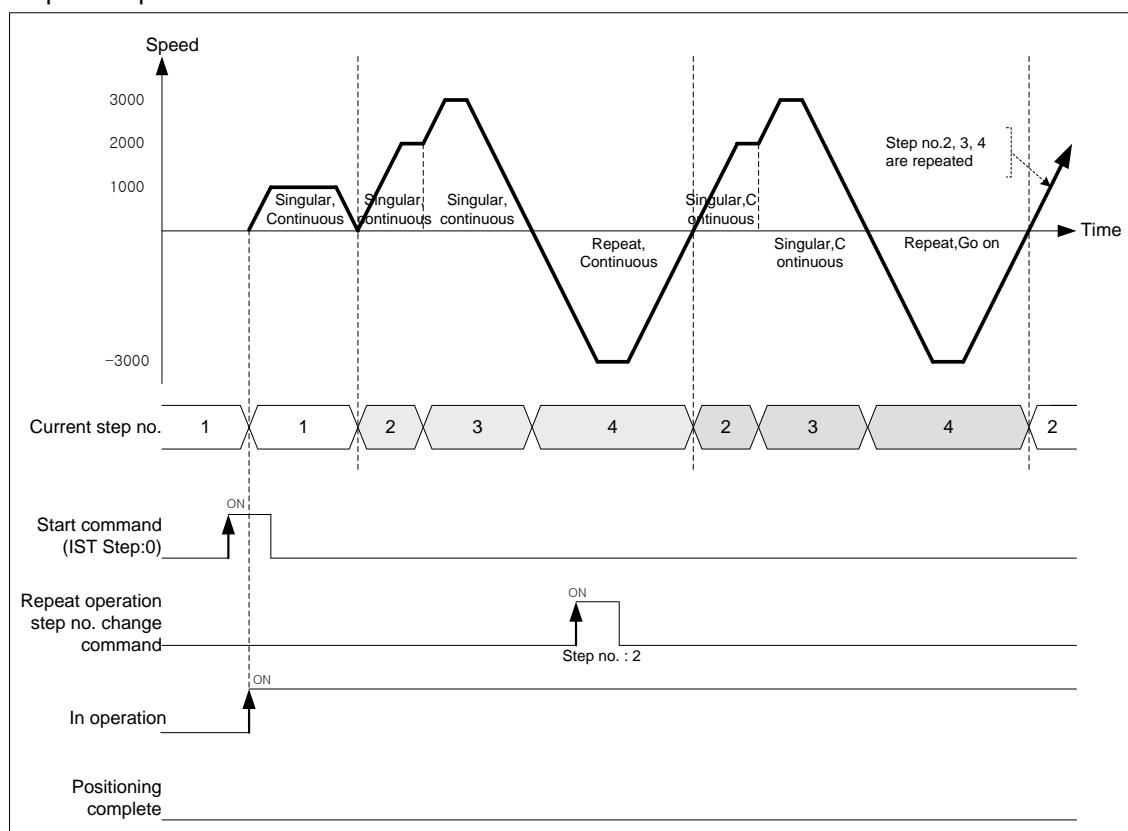 Speed
3000
2000
1000
-3000
Singular,
Continuous
Singular,
continuous
Singular,
continuous
Repeat,
Continuous
Singular,C
ontinuous
Singular,C
ontinuous
Repeat,Go on
Step no.2, 3, 4
are repeated
Time
Current step no.
1
1
2
3
4
2
3
4
2
Start command
(IST Step:0)
ON
Repeat operation
step no. change
command
ON
Step no. : 2
In operation
ON
Positioning
complete